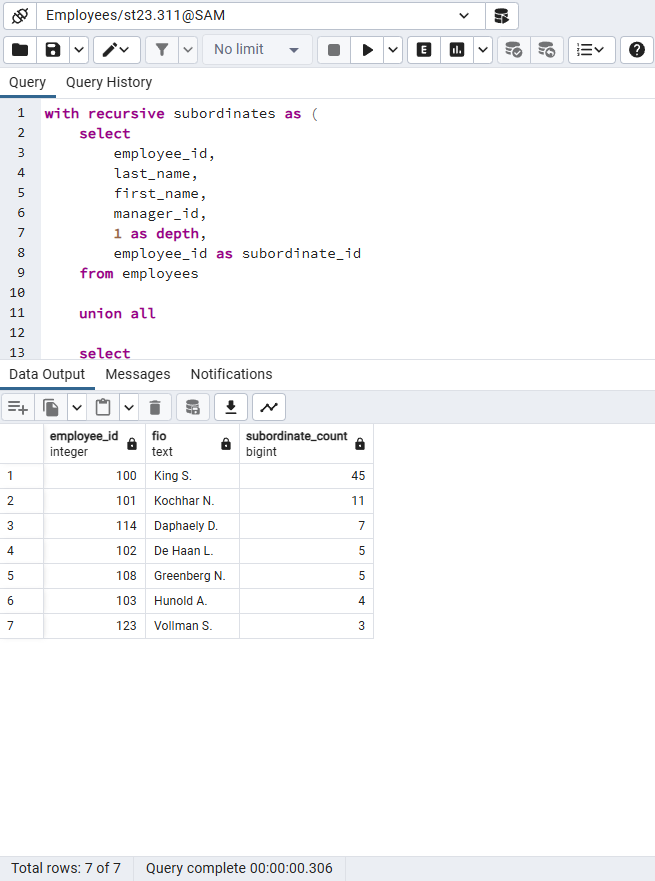 Employees/st23.311@SAM
No limit
E
Query Query History
1 with recursive subordinates as (
2 select
3 employee_id,
4 last_name,
5 first_name,
6 manager_id,
7 1 as depth,
8 employee_id as subordinate_id
9 from employees
10
11 union all
12
13 select
Data Output Messages Notifications
employee_id fio subordinate_count
integer text bigint
1 100 King S. 45
2 101 Kochhar N. 11
3 114 Daphaely D. 7
4 102 De Haan L. 5
5 108 Greenberg N. 5
6 103 Hunold A. 4
7 123 Vollman S. 3
Total rows: 7 of 7 Query complete 00:00:00.306